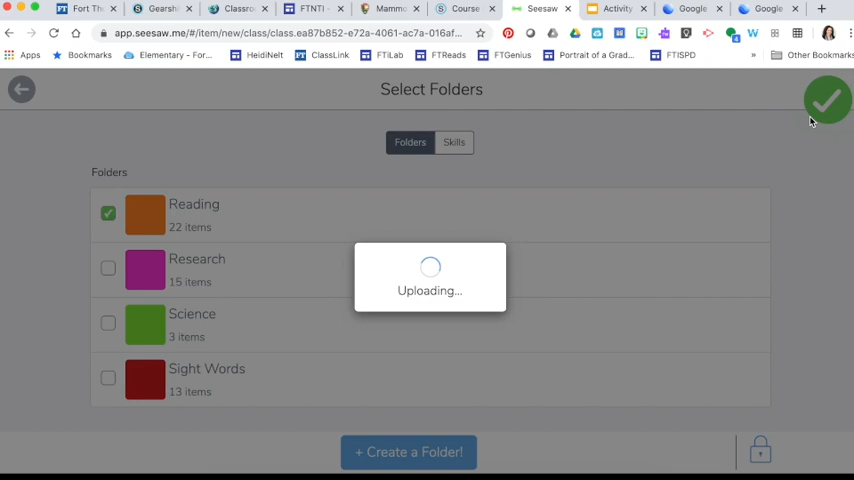 Fort Th
Gearsh
Classro
FTNTI
Mammo
Course
Seesaw
Activity
Google
Google
app.seesaw.me/#/item/new/class/class.ea87b852-e72a-4061-ac7a-016af...
Apps
Bookmarks
Elementary - For...
HeidiNeltt
ClassLink
FTiLab
FTReads
FTGenius
Portrait of a Grad...
FTISPD
»
Other Bookmarks
Select Folders
Folders
Skills
Folders
Reading
22 items
Research
15 items
Uploading...
Science
3 items
Sight Words
13 items
+ Create a Folder!